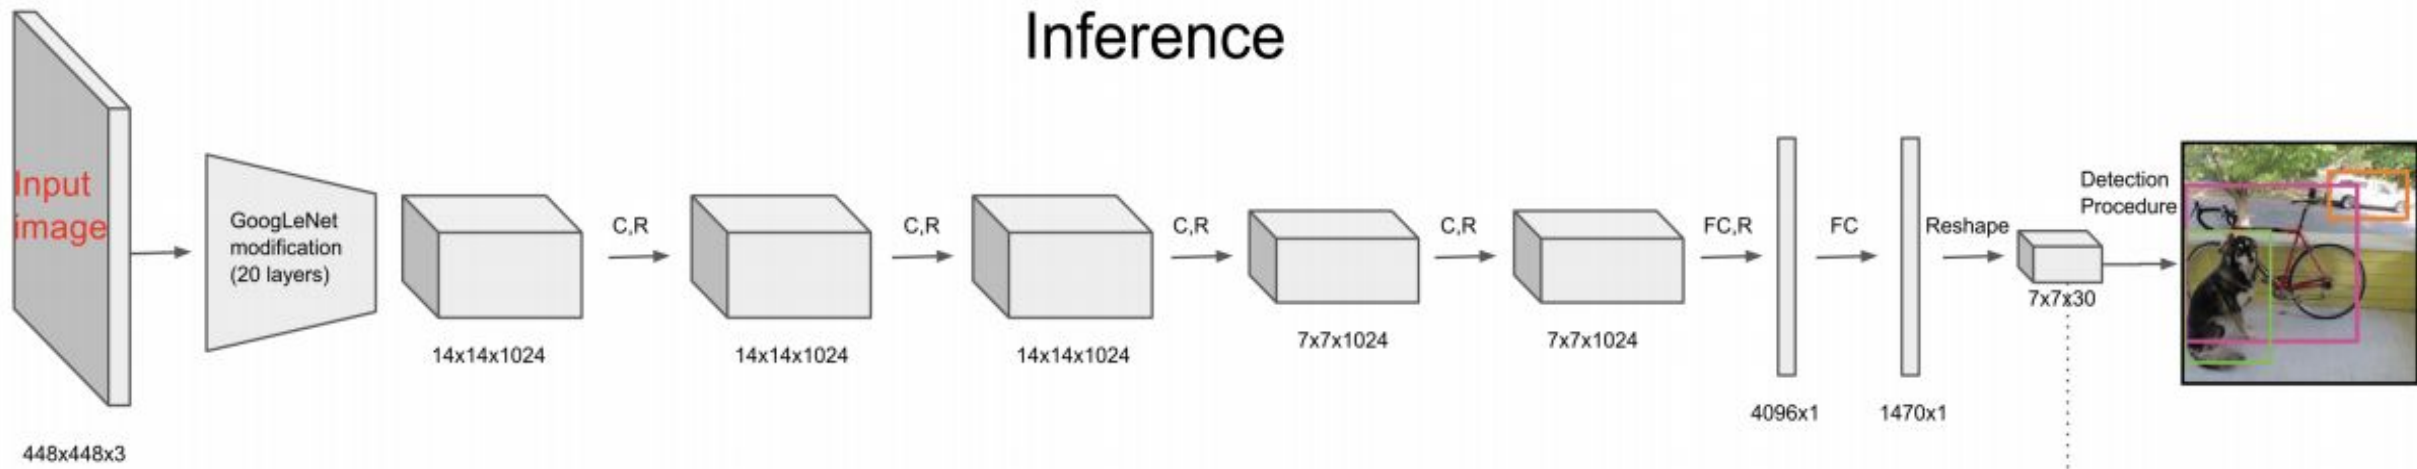 Inference
Input
image
448x448x3
GoogLeNet
modification
(20 layers)
14x14x1024
C,R
14x14x1024
C,R
14x14x1024
C,R
7x7x1024
C,R
7x7x1024
FC,R
4096x1
FC
1470x1
Reshape
7x7x30
Detection
Procedure